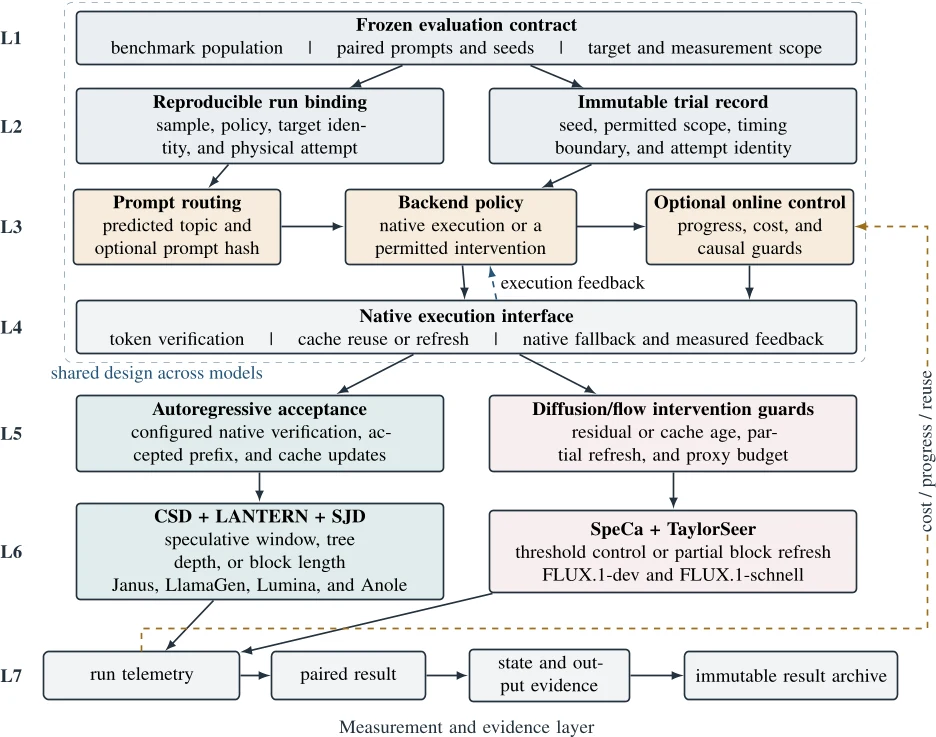 L1
Frozen evaluation contract
benchmark population | paired prompts and seeds | target and measurement scope
L2
Reproducible run binding
sample, policy, target iden-
tity, and physical attempt
Immutable trial record
seed, permitted scope, timing
boundary, and attempt identity
L3
Prompt routing
predicted topic and
optional prompt hash
Backend policy
native execution or a
permitted intervention
Optional online control
progress, cost, and
causal guards
execution feedback
L4
Native execution interface
token verification | cache reuse or refresh | native fallback and measured feedback
shared design across models
cost / progress / reuse
L5
Autoregressive acceptance
configured native verification, ac-
cepted prefix, and cache updates
Diffusion/flow intervention guards
residual or cache age, par-
tial refresh, and proxy budget
L6
CSD + LANTERN + SJD
speculative window, tree
depth, or block length
Janus, LlamaGen, Lumina, and Anole
SpeCa + TaylorSeer
threshold control or partial block refresh
FLUX.1-dev and FLUX.1-schnell
L7
run telemetry
paired result
state and out-
put evidence
immutable result archive
Measurement and evidence layer